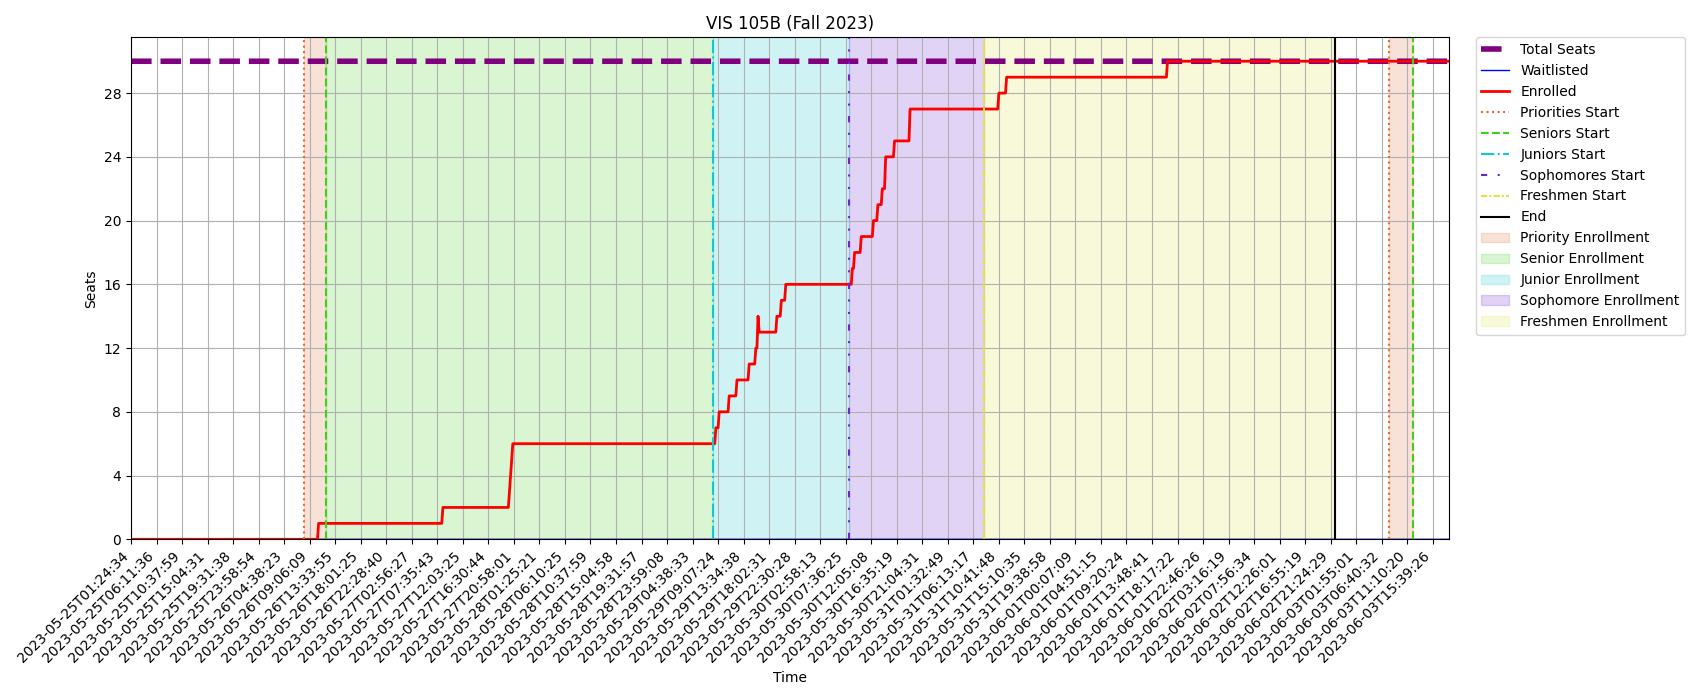 VIS 105B (Fall 2023)
Seats
28
24
20
16
12
8
4
0
2023-05-25T01:24:34
2023-05-25T06:11:36
2023-05-25T10:37:59
2023-05-25T15:04:31
2023-05-25T19:31:38
2023-05-25T23:58:54
2023-05-26T04:38:23
2023-05-26T09:06:09
2023-05-26T13:33:55
2023-05-26T18:01:25
2023-05-26T22:28:40
2023-05-27T02:56:27
2023-05-27T07:35:43
2023-05-27T12:03:25
2023-05-27T16:30:44
2023-05-27T20:58:01
2023-05-28T01:25:21
2023-05-28T06:10:25
2023-05-28T10:37:59
2023-05-28T15:04:58
2023-05-28T19:31:57
2023-05-28T23:59:08
2023-05-29T04:38:33
2023-05-29T09:07:24
2023-05-29T13:34:38
2023-05-29T18:02:31
2023-05-29T22:30:28
2023-05-30T02:58:13
2023-05-30T07:36:25
2023-05-30T12:05:08
2023-05-30T16:35:19
2023-05-30T21:04:31
2023-05-31T01:32:49
2023-05-31T06:13:17
2023-05-31T10:41:48
2023-05-31T15:10:35
2023-05-31T19:38:58
2023-06-01T00:07:09
2023-06-01T04:51:15
2023-06-01T09:20:24
2023-06-01T13:48:41
2023-06-01T18:17:22
2023-06-01T22:46:26
2023-06-02T03:16:19
2023-06-02T07:56:34
2023-06-02T12:26:01
2023-06-02T16:55:19
2023-06-02T21:24:29
2023-06-03T01:55:01
2023-06-03T06:40:32
2023-06-03T11:10:20
2023-06-03T15:39:26
Time
Total Seats
Waitlisted
Enrolled
Priorities Start
Seniors Start
Juniors Start
Sophomores Start
Freshmen Start
End
Priority Enrollment
Senior Enrollment
Junior Enrollment
Sophomore Enrollment
Freshmen Enrollment